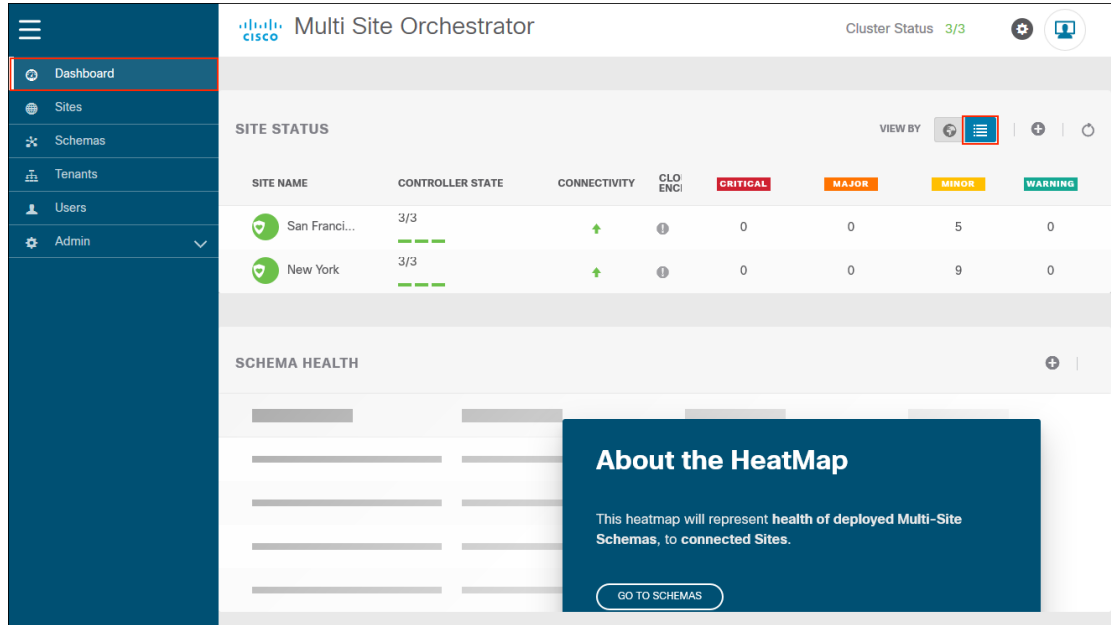 CISCO
Multi Site Orchestrator
Cluster Status 3/3
Dashboard
Sites
Schemas
Tenants
Users
Admin
SITE STATUS
VIEW BY
SITE NAME CONTROLLER STATE CONNECTIVITY CLO CRITICAL MAJOR MINOR WARNING
ENCI
San Franci... 3/3 0 0 5 0
New York 3/3 0 0 9 0
SCHEMA HEALTH
About the HeatMap
This heatmap will represent health of deployed Multi-Site
Schemas, to connected Sites.
GO TO SCHEMAS